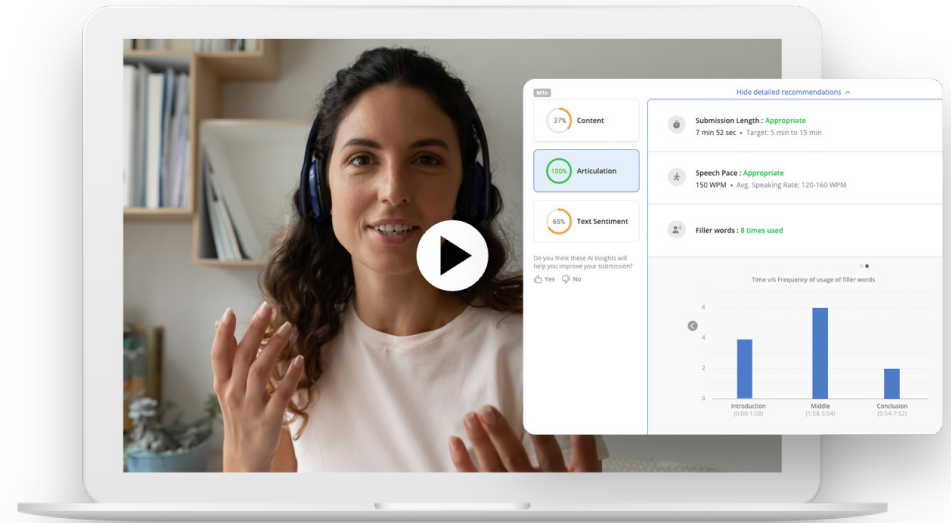 BETA
Hide detailed recommendations
37% Content
100% Articulation
65% Text Sentiment
Do you think these AI Insights will
help you improve your submission?
Yes No
Submission Length : Appropriate
7 min 52 sec • Target: 5 min to 15 min
Speech Pace : Appropriate
150 WPM • Avg. Speaking Rate: 120-160 WPM
Filler words : 8 times used
Time v/s Frequency of usage of filler words
6
4
2
0
Introduction Middle Conclusion
(0:00-1:58) (1:58-5:54) (5:54-7:52)